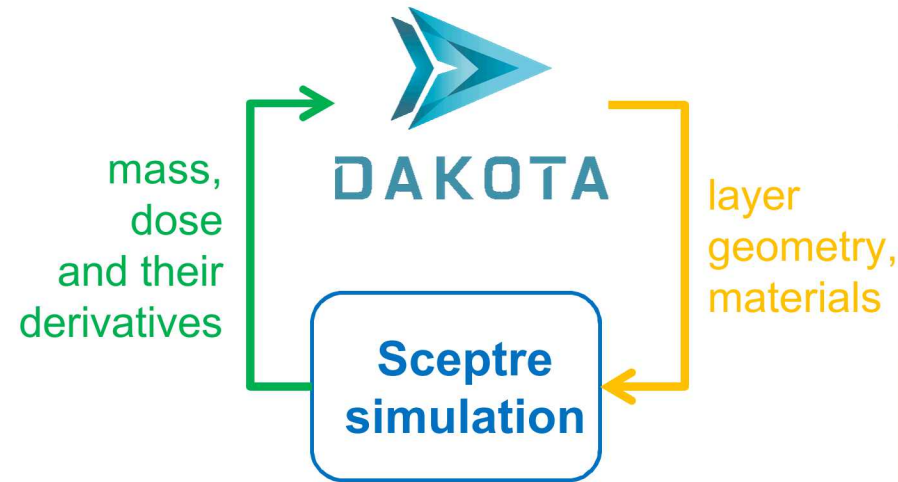 DAKOTA
mass,
dose
and their
derivatives
layer
geometry,
materials
Sceptre
simulation